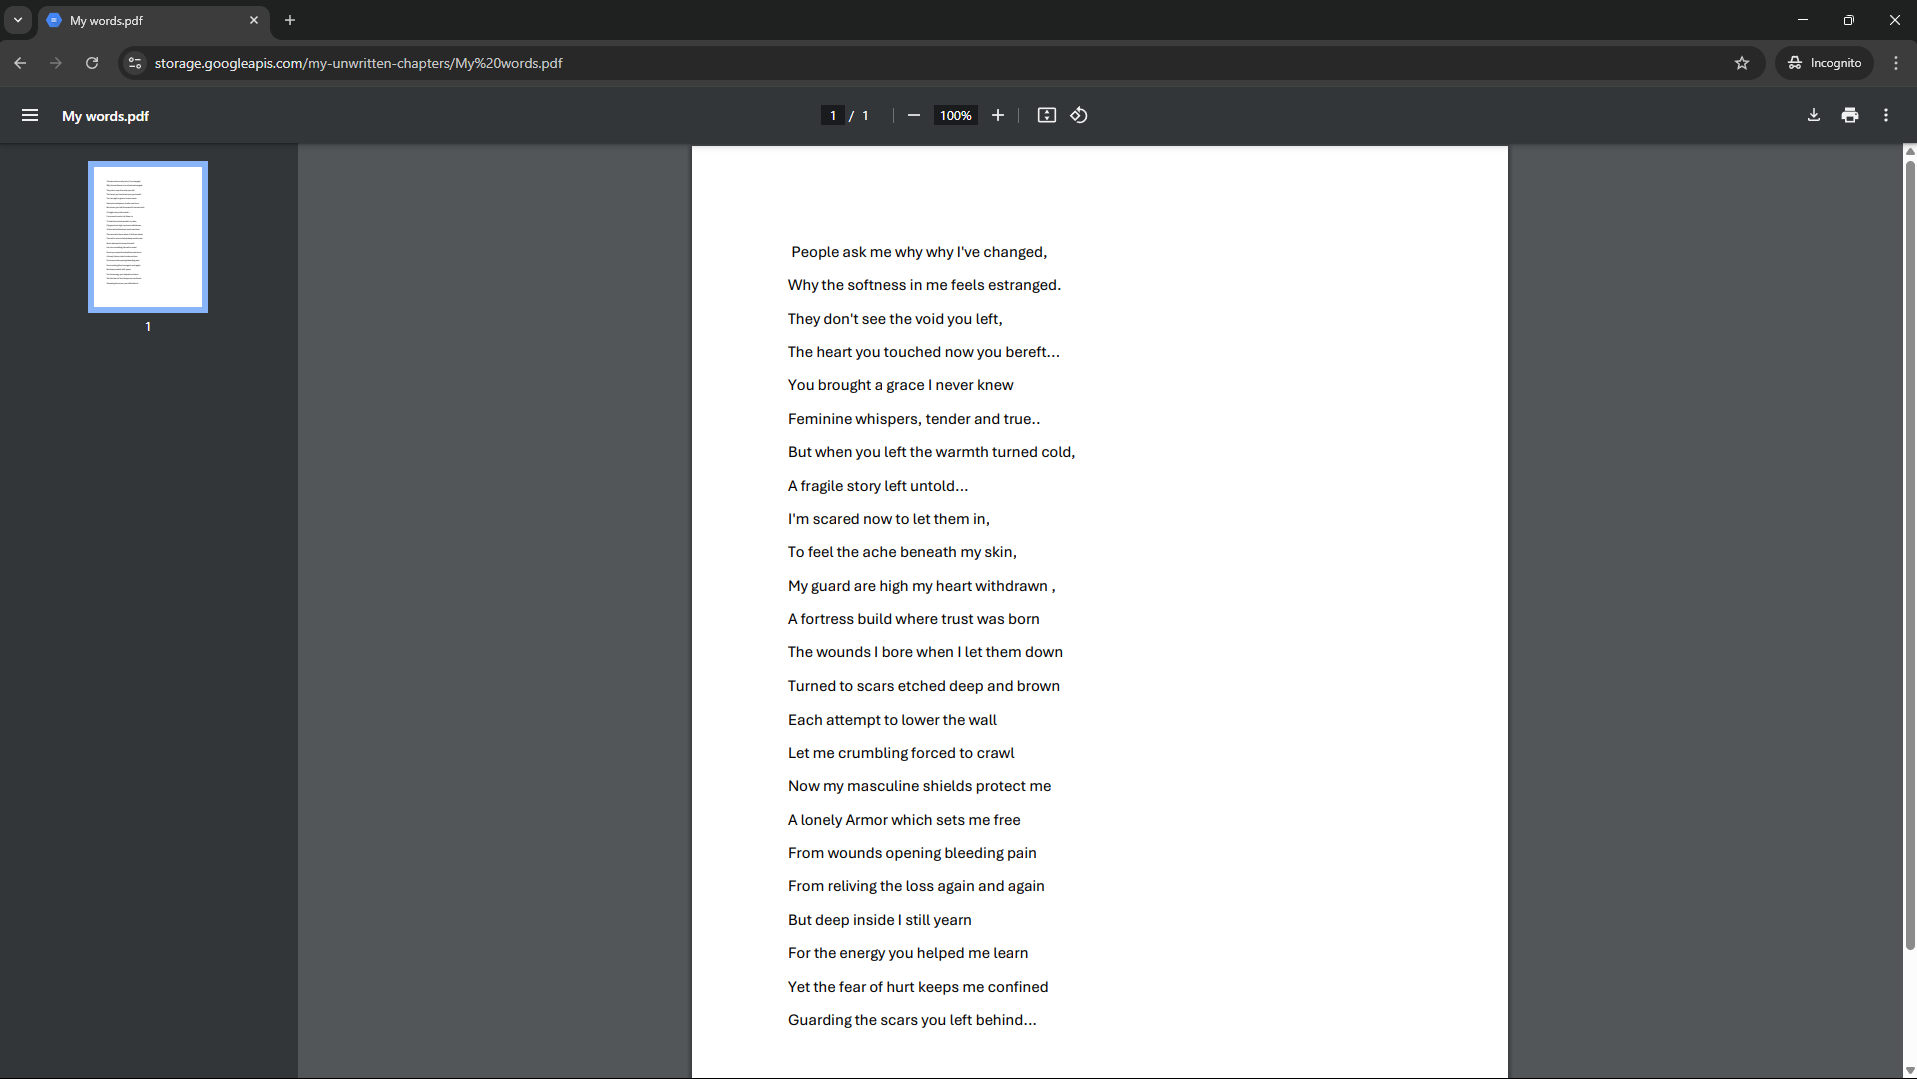 My words.pdf
storage.googleapis.com/my-unwritten-chapters/My%20words.pdf
Incognito
My words.pdf
1 / 1
100%
1
People ask me why why I've changed,
Why the softness in me feels estranged.
They don't see the void you left,
The heart you touched now you bereft...
You brought a grace I never knew
Feminine whispers, tender and true..
But when you left the warmth turned cold,
A fragile story left untold...
I'm scared now to let them in,
To feel the ache beneath my skin,
My guard are high my heart withdrawn ,
A fortress build where trust was born
The wounds I bore when I let them down
Turned to scars etched deep and brown
Each attempt to lower the wall
Let me crumbling forced to crawl
Now my masculine shields protect me
A lonely Armor which sets me free
From wounds opening bleeding pain
From reliving the loss again and again
But deep inside I still yearn
For the energy you helped me learn
Yet the fear of hurt keeps me confined
Guarding the scars you left behind...